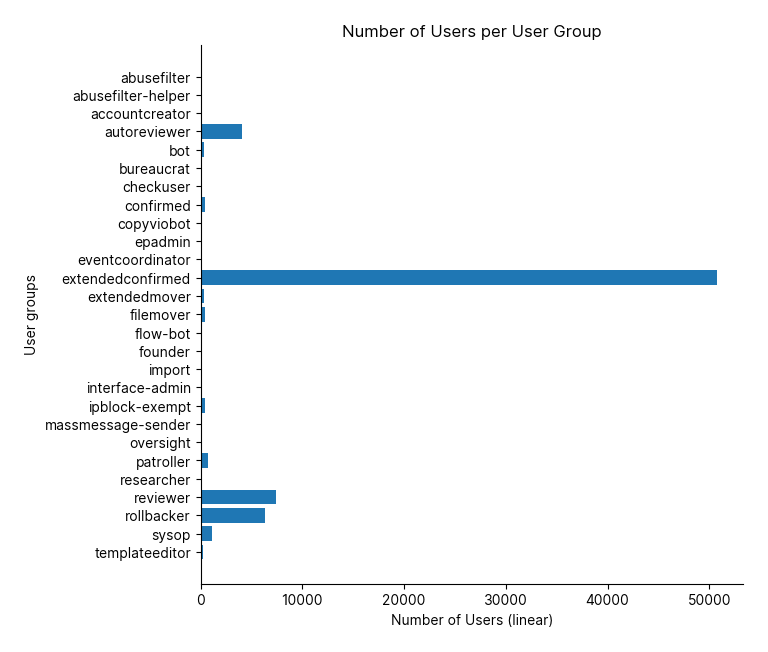 Number of Users per User Group
User groups
abusefilter
abusefilter-helper
accountcreator
autoreviewer
bot
bureaucrat
checkuser
confirmed
copyviobot
epadmin
eventcoordinator
extendedconfirmed
extendedmover
filemover
flow-bot
founder
import
interface-admin
ipblock-exempt
massmessage-sender
oversight
patroller
researcher
reviewer
rollbacker
sysop
templateeditor
0 10000 20000 30000 40000 50000
Number of Users (linear)